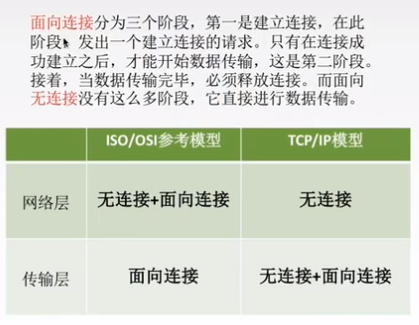 面向连接分为三个阶段，第一是建立连接，在此
阶段，发出一个建立连接的请求。只有在连接成
功建立之后，才能开始数据传输，这是第二阶段。
接着，当数据传输完毕，必须释放连接。而面向
无连接没有这么多阶段，它直接进行数据传输。
ISO/OSI参考模型 TCP/IP模型
网络层 无连接+面向连接 无连接
传输层 面向连接 无连接+面向连接